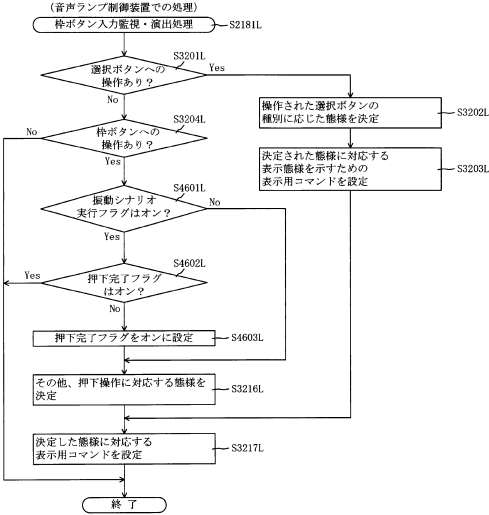 (音声ランプ制御装置での処理)
枠ボタン入力監視・演出処理
S2181L
S3201L
選択ボタンへの
操作あり?
Yes
No
操作された選択ボタンの
種別に応じた態様を決定
S3202L
S3204L
枠ボタンへの
操作あり?
No
Yes
決定された態様に対応する
表示態様を示すための
表示用コマンドを設定
S3203L
S4601L
振動シナリオ
実行フラグはオン?
No
Yes
S4602L
押下完了フラグ
はオン?
Yes
No
押下完了フラグをオンに設定
S4603L
その他、押下操作に対応する態様を
決定
S3216L
決定した態様に対応する
表示用コマンドを設定
S3217L
終了